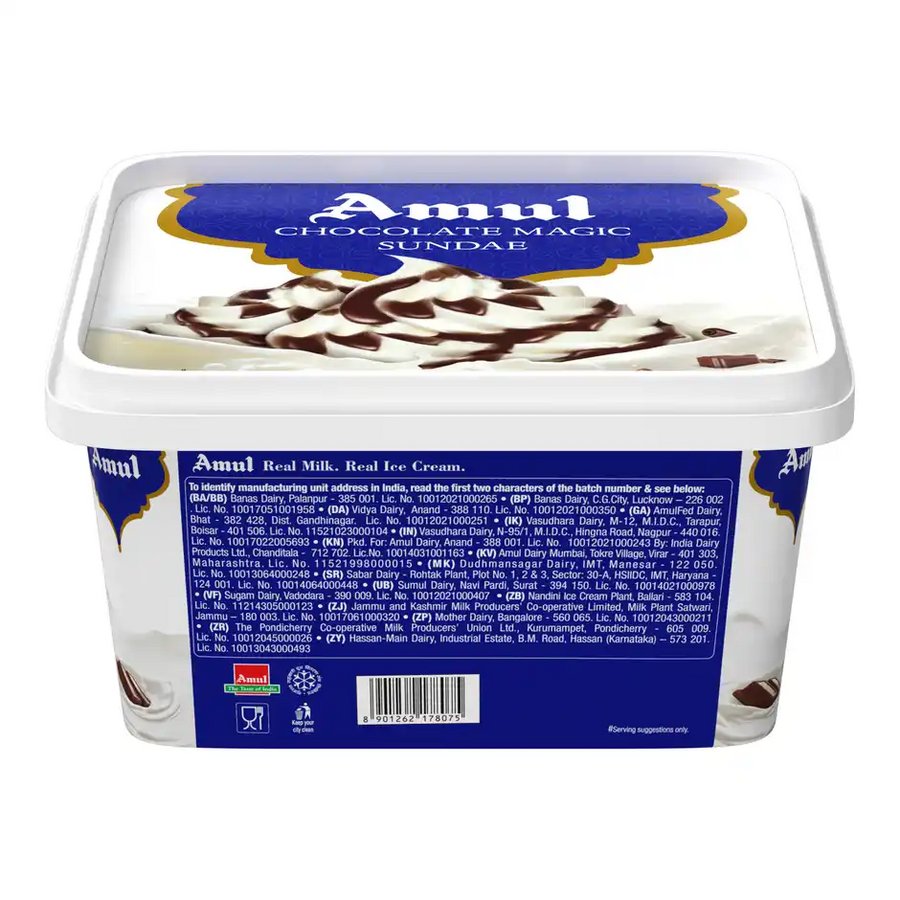 Amul
CHOCOLATE MAGIC
SUNDAE
Amul
Amul Real Milk. Real Ice Cream.
To identify manufacturing unit address in India, read the first two characters of the batch number & see below:
(BA/BB) Banas Dairy, Palanpur - 385 001. Lic. No. 10012021000265 • (BP) Banas Dairy, C.G.City, Lucknow – 226 002
. Lic. No. 10017051001958 • (DA) Vidya Dairy, Anand - 388 110. Lic. No. 10012021000350 • (GA) AmulFed Dairy,
Bhat - 382 428, Dist. Gandhinagar. Lic. No. 10012021000251 • (IK) Vasudhara Dairy, M-12, M.I.D.C., Tarapur,
Boisar - 401 506. Lic. No. 11521023000104 • (IN) Vasudhara Dairy, N-95/1, M.I.D.C., Hingna Road, Nagpur - 440 016.
Lic. No. 10017022005693 • (KN) Pkd. For: Amul Dairy, Anand - 388 001. Lic. No. 10012021000243 By: India Dairy
Products Ltd., Chanditala - 712 702. Lic.No. 10014031001163 • (KV) Amul Dairy Mumbai, Tokre Village, Virar - 401 303,
Maharashtra. Lic. No. 11521998000015 • (MK) Dudhmansagar Dairy, IMT, Manesar - 122 050.
Lic. No. 10013064000248 • (SR) Sabar Dairy - Rohtak Plant, Plot No. 1, 2 & 3, Sector: 30-A, HSIIDC, IMT, Haryana -
124 001. Lic. No. 10014064000448 • (UB) Sumul Dairy, Navi Pardi, Surat - 394 150. Lic. No. 10014021000978
• (VF) Sugam Dairy, Vadodara - 390 009. Lic. No. 10012021000407 • (ZB) Nandini Ice Cream Plant, Ballari - 583 104.
Lic. No. 11214305000123 • (ZJ) Jammu and Kashmir Milk Producers' Co-operative Limited, Milk Plant Satwari,
Jammu – 180 003. Lic. No. 10017061000320 • (ZP) Mother Dairy, Bangalore - 560 065. Lic. No. 10012043000211
• (ZR) The Pondicherry Co-operative Milk Producers' Union Ltd., Kurumampet, Pondicherry - 605 009.
Lic. No. 10012045000026 • (ZY) Hassan-Main Dairy, Industrial Estate, B.M. Road, Hassan (Karnataka) – 573 201.
Lic. No. 10013043000493
Amul
The Taste of India
Keep your
city clean
8 901262 178075
#Serving suggestions only.